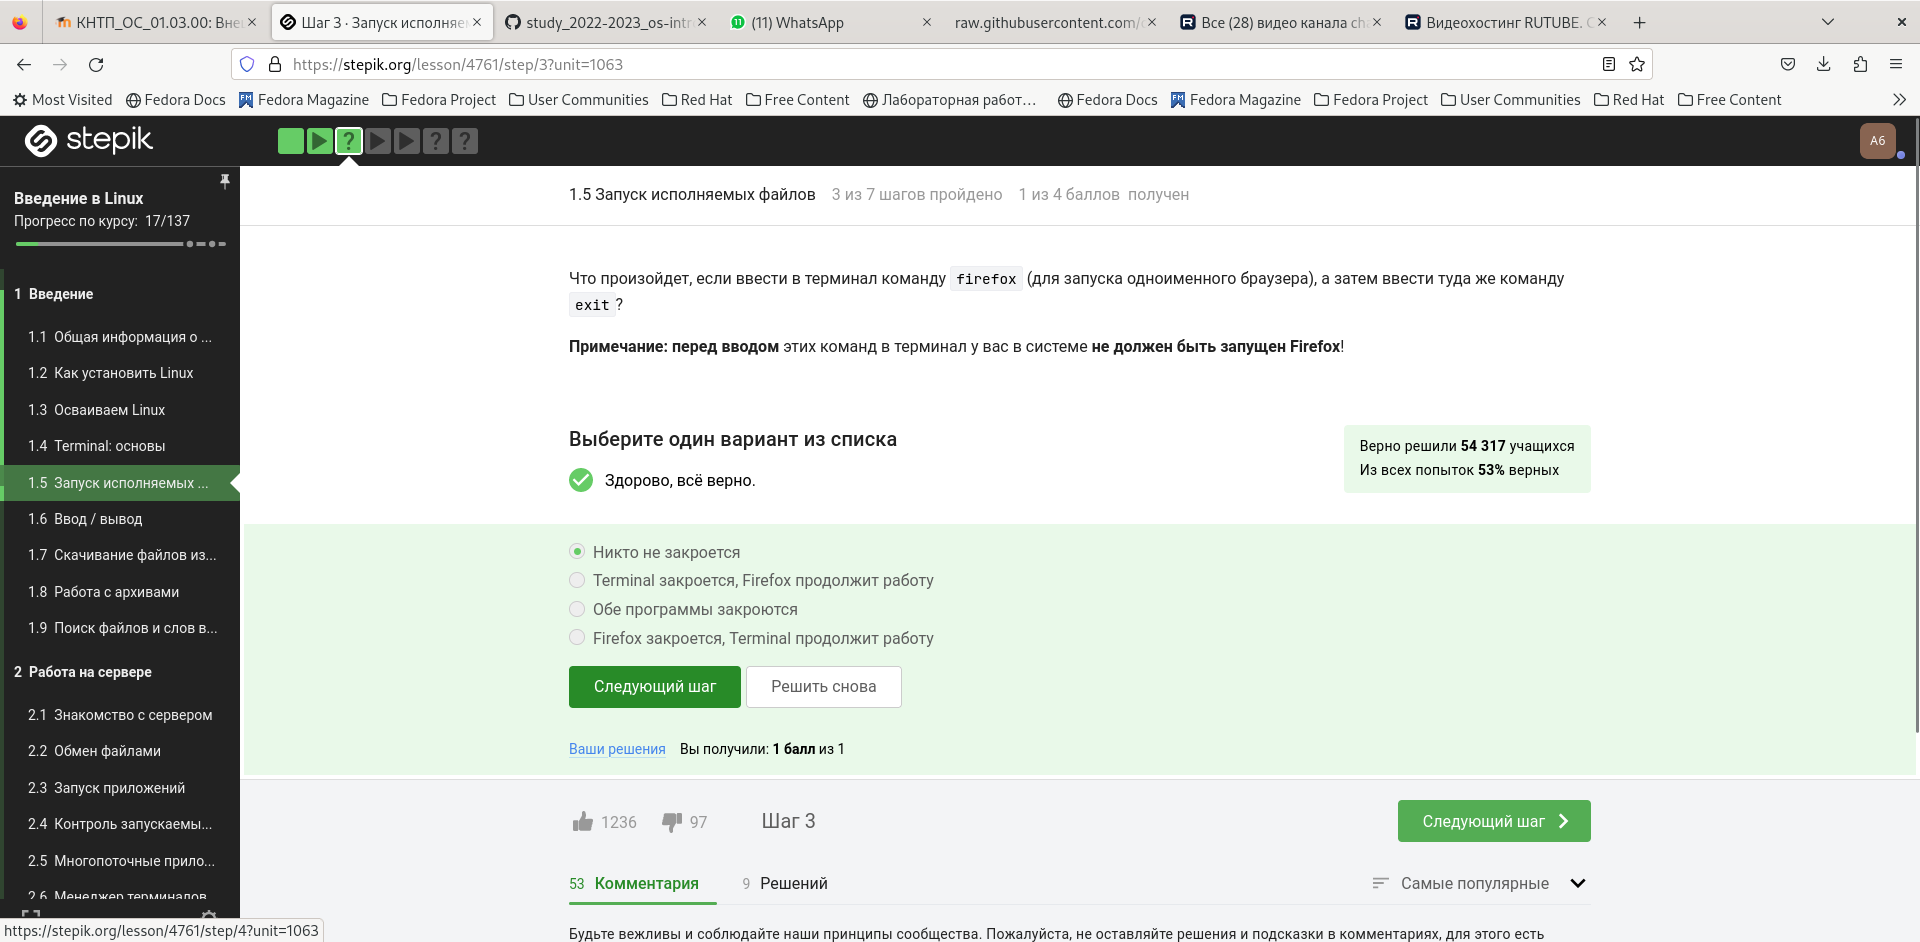 КНТП_ОС_01.03.00: Вне
Шаг 3 · Запуск исполняе
study_2022-2023_os-intr
(11) WhatsApp
raw.githubusercontent.com/
Все (28) видео канала ch
Видеохостинг RUTUBE. С
https://stepik.org/lesson/4761/step/3?unit=1063
Most Visited
Fedora Docs
Fedora Magazine
Fedora Project
User Communities
Red Hat
Free Content
Лабораторная работ…
Fedora Docs
Fedora Magazine
Fedora Project
User Communities
Red Hat
Free Content
stepik
A6
Введение в Linux
Прогресс по курсу: 17/137
1 Введение
1.1 Общая информация о ...
1.2 Как установить Linux
1.3 Осваиваем Linux
1.4 Terminal: основы
1.5 Запуск исполняемых ...
1.6 Ввод / вывод
1.7 Скачивание файлов из...
1.8 Работа с архивами
1.9 Поиск файлов и слов в...
2 Работа на сервере
2.1 Знакомство с сервером
2.2 Обмен файлами
2.3 Запуск приложений
2.4 Контроль запускаемы...
2.5 Многопоточные прило...
2.6 Менеджер терминалов
https://stepik.org/lesson/4761/step/4?unit=1063
1.5 Запуск исполняемых файлов 3 из 7 шагов пройдено 1 из 4 баллов получен
Что произойдет, если ввести в терминал команду firefox (для запуска одноименного браузера), а затем ввести туда же команду
exit ?
Примечание: перед вводом этих команд в терминал у вас в системе не должен быть запущен Firefox!
Выберите один вариант из списка
Здорово, всё верно.
Верно решили 54 317 учащихся
Из всех попыток 53% верных
Никто не закроется
Terminal закроется, Firefox продолжит работу
Обе программы закроются
Firefox закроется, Terminal продолжит работу
Следующий шаг
Решить снова
Ваши решения Вы получили: 1 балл из 1
1236 97 Шаг 3
Следующий шаг
53 Комментария 9 Решений
Самые популярные
Будьте вежливы и соблюдайте наши принципы сообщества. Пожалуйста, не оставляйте решения и подсказки в комментариях, для этого есть